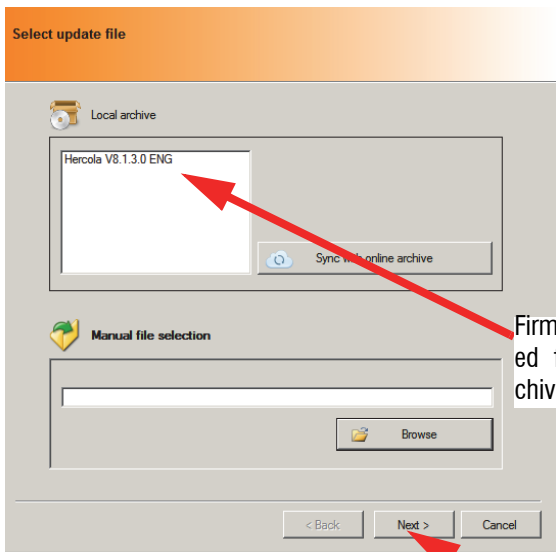 Select update file
Local archive
Hercola V8.1.3.0 ENG
Sync with online archive
Firm
ed
chiv
Manual file selection
Browse
< Back
Next >
Cancel